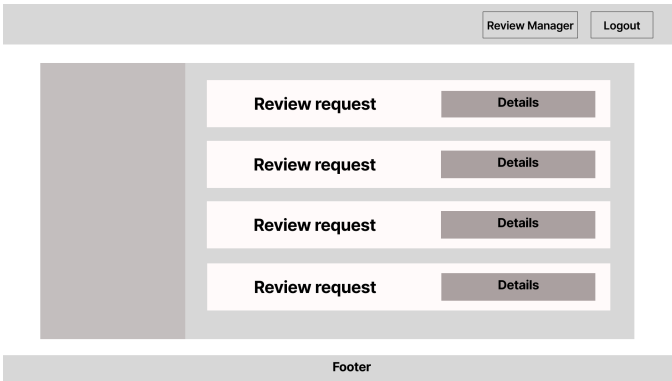 Review Manager
Logout
Review request
Details
Review request
Details
Review request
Details
Review request
Details
Footer